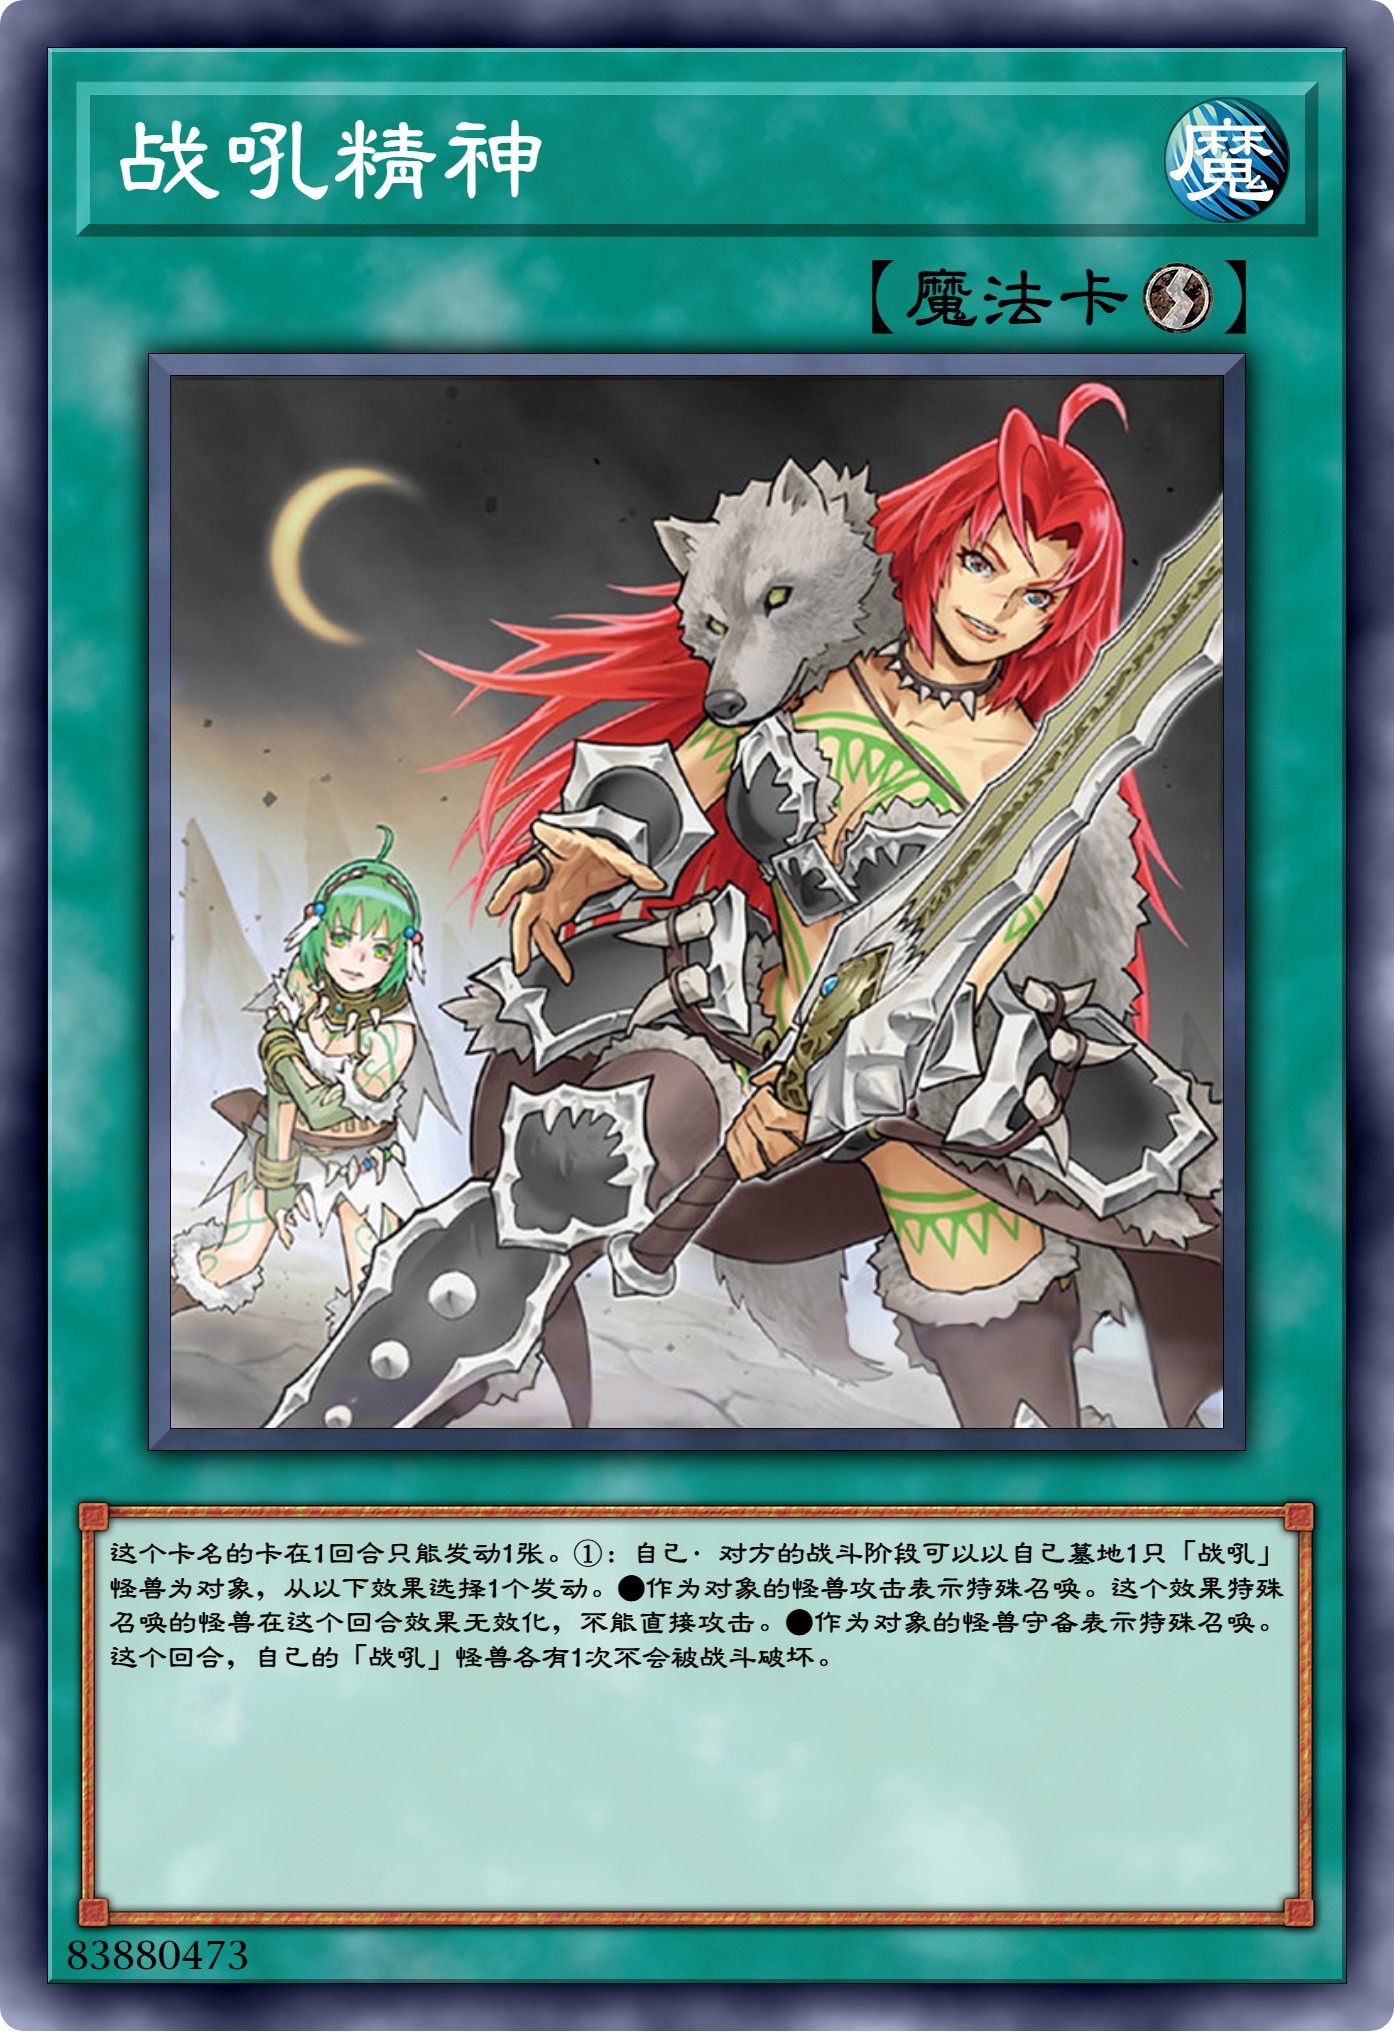 战吼精神
魔
【魔法卡】
这个卡名的卡在1回合只能发动1张。①：自己·对方的战斗阶段可以以自己墓地1只「战吼」
怪兽为对象，从以下效果选择1个发动。●作为对象的怪兽攻击表示特殊召唤。这个效果特殊
召唤的怪兽在这个回合效果无效化，不能直接攻击。●作为对象的怪兽守备表示特殊召唤。
这个回合，自己的「战吼」怪兽各有1次不会被战斗破坏。
83880473